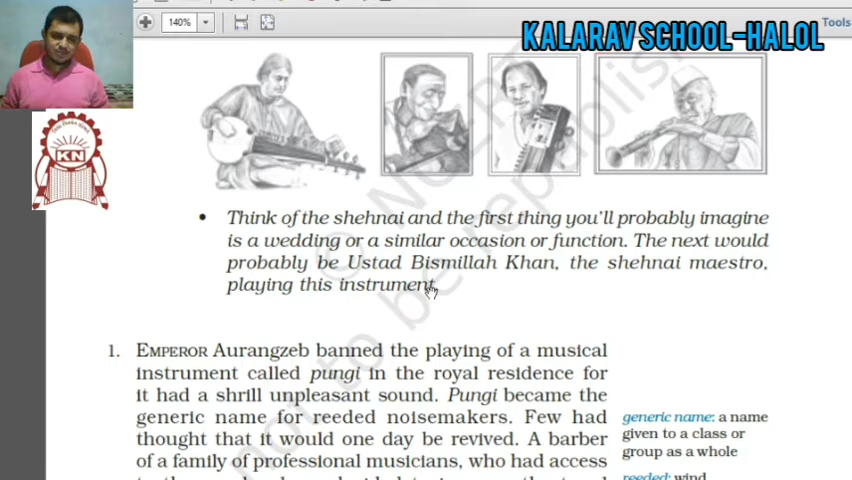 140%
Tools
KALARAV SCHOOL-HALOL
KN
• Think of the shehnai and the first thing you'll probably imagine
is a wedding or a similar occasion or function. The next would
probably be Ustad Bismillah Khan, the shehnai maestro,
playing this instrument.
1. EMPEROR Aurangzeb banned the playing of a musical
instrument called pungi in the royal residence for
it had a shrill unpleasant sound. Pungi became the
generic name for reeded noisemakers. Few had
thought that it would one day be revived. A barber
of a family of professional musicians, who had access
generic name: a name
given to a class or
group as a whole
reeded: wind
not to be republished